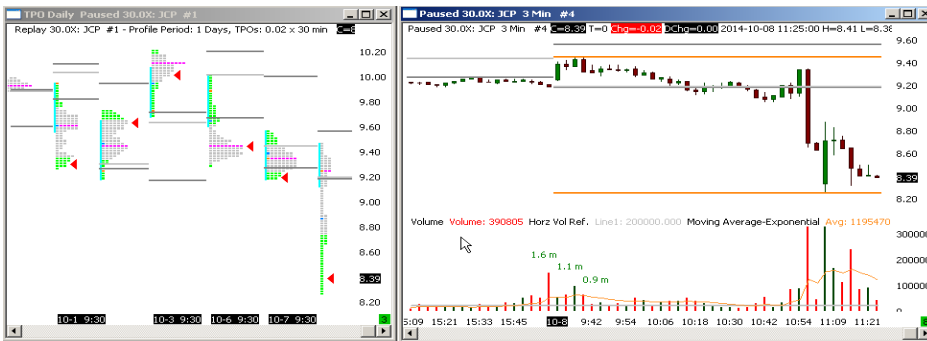 TPO Daily Paused 30.0X: JCP #1
Replay 30.0X: JCP #1 - Profile Period: 1 Days, TPOs: 0.02 x 30 min C=8
10.20
10.00
9.80
9.60
9.40
9.20
9.00
8.80
8.60
8.39
8.20
10-1 9:30 10-3 9:30 10-6 9:30 10-7 9:30 3
Paused 30.0X: JCP 3 Min #4
Paused 30.0X: JCP 3 Min #4 C=8.39 T=0 Chg=-0.02 DChg=0.00 2014-10-08 11:25:00 H=8.41 L=8.38
9.60
9.40
9.20
9.00
8.80
8.60
8.39
8.20
Volume Volume: 390805 Horz Vol Ref. Line1: 200000.000 Moving Average-Exponential Avg: 1195470
300000
200000
100000
0
1.6 m
1.1 m
0.9 m
5:09 15:21 15:33 15:45 10-8 9:42 9:54 10:06 10:18 10:30 10:42 10:54 11:09 11:21